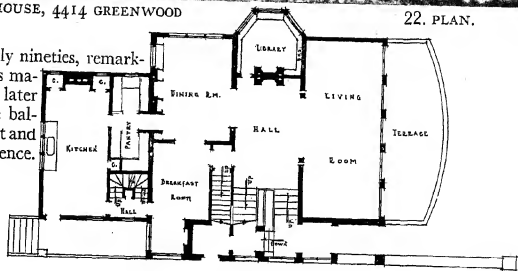 HOUSE, 4414 GREENWOOD
22. PLAN.
ly nineties, remark-
s ma-
later
bal-
t and
ence.
LIBRARY
C.
C.
DINING RM.
LIVING
PANTRY
HALL
TERRACE
KITCHEN
C.
ROOM
BREAKFAST
ROOM
HALL
DOWN